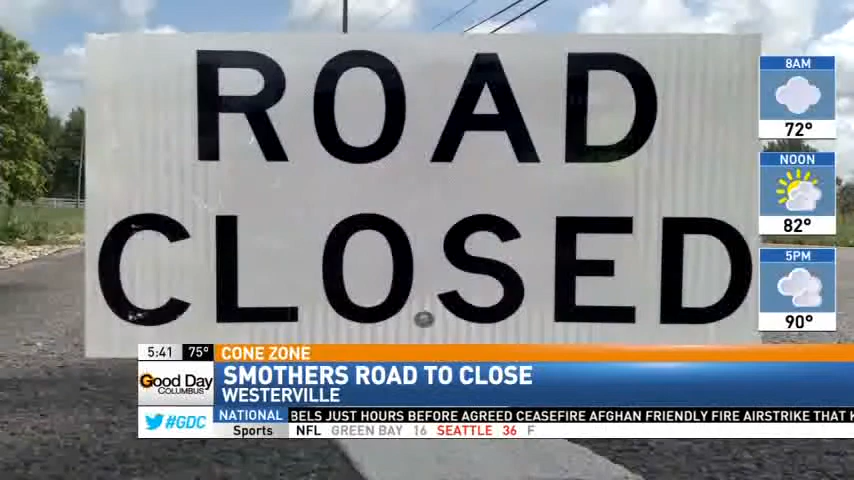 ROAD
CLOSED
8AM
72°
NOON
82°
5PM
90°
5:41 75° CONE ZONE
Good Day COLUMBUS
SMOTHERS ROAD TO CLOSE
WESTERVILLE
#GDC
NATIONAL BELS JUST HOURS BEFORE AGREED CEASEFIRE AFGHAN FRIENDLY FIRE AIRSTRIKE THAT K
Sports NFL GREEN BAY 16 SEATTLE 36 F